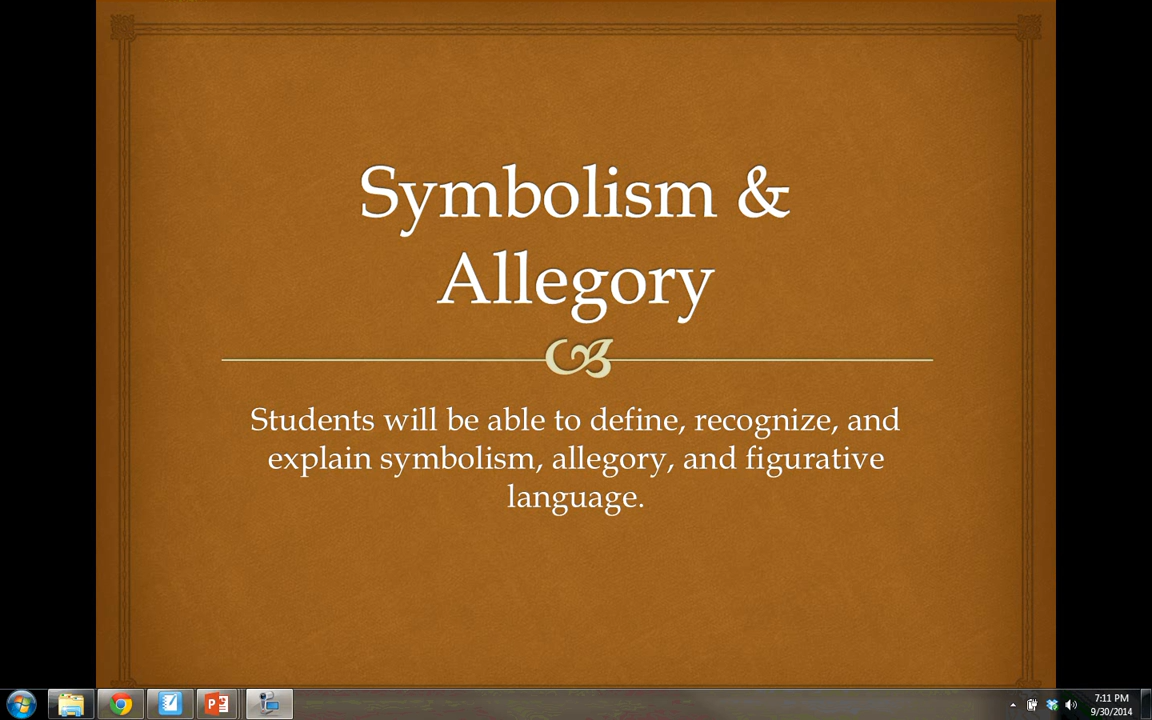 Symbolism &
Allegory
Students will be able to define, recognize, and
explain symbolism, allegory, and figurative
language.
7:11 PM
9/30/2014